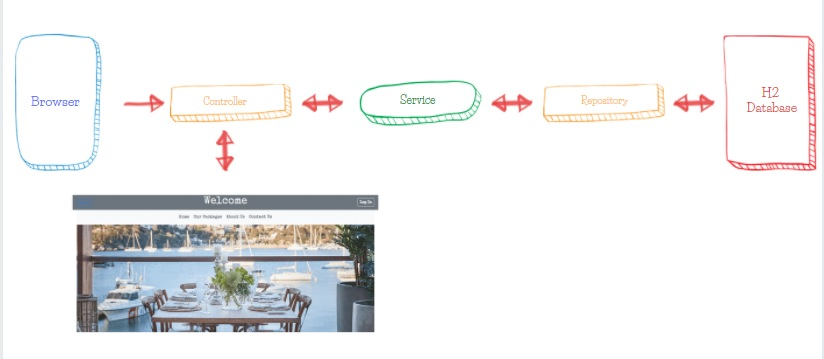 Browser
Controller
Service
Repository
H2
Database
Welcome
Home Our Packages About Us Contact Us